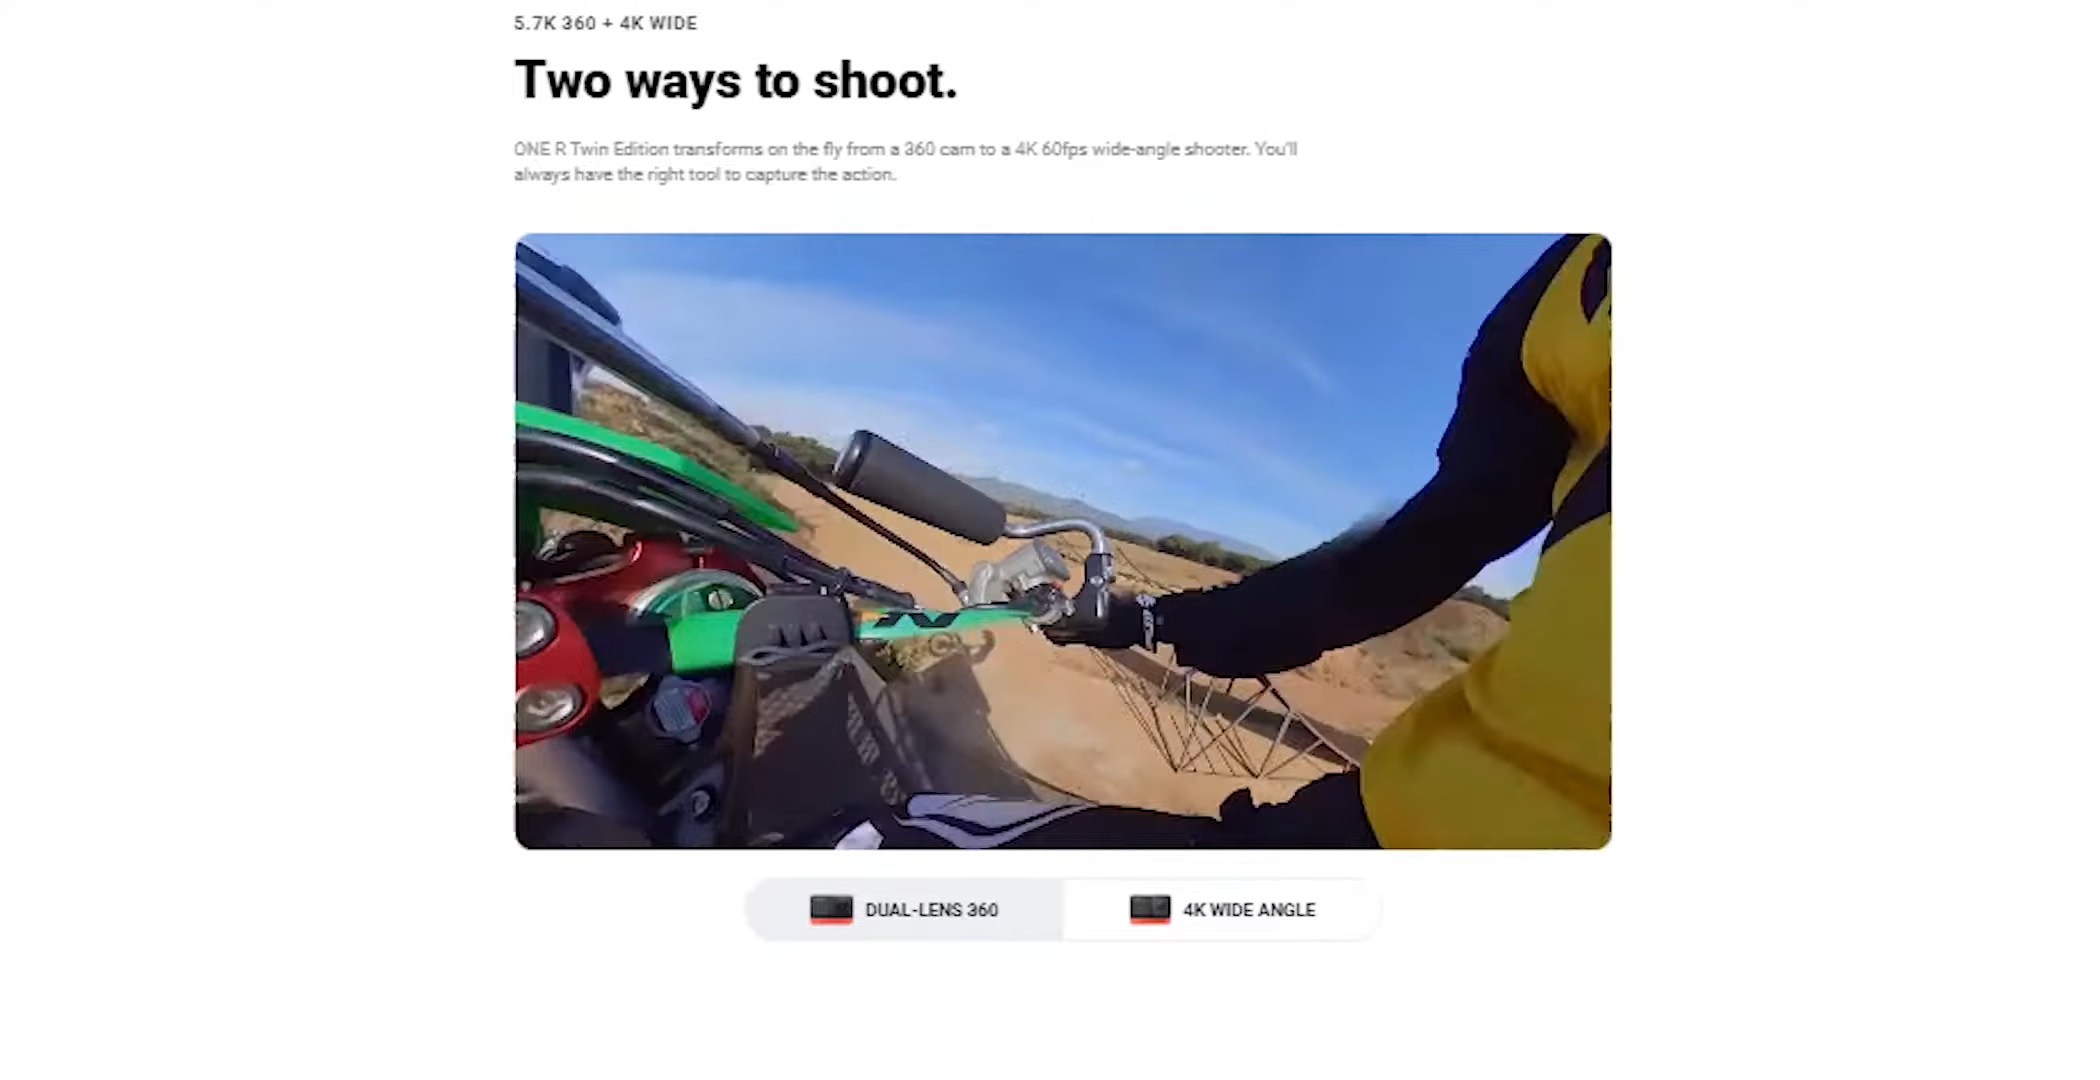 5.7K 360 + 4K WIDE
Two ways to shoot.
ONE R Twin Edition transforms on the fly from a 360 cam to a 4K 60fps wide-angle shooter. You'll
always have the right tool to capture the action.
DUAL-LENS 360
4K WIDE ANGLE